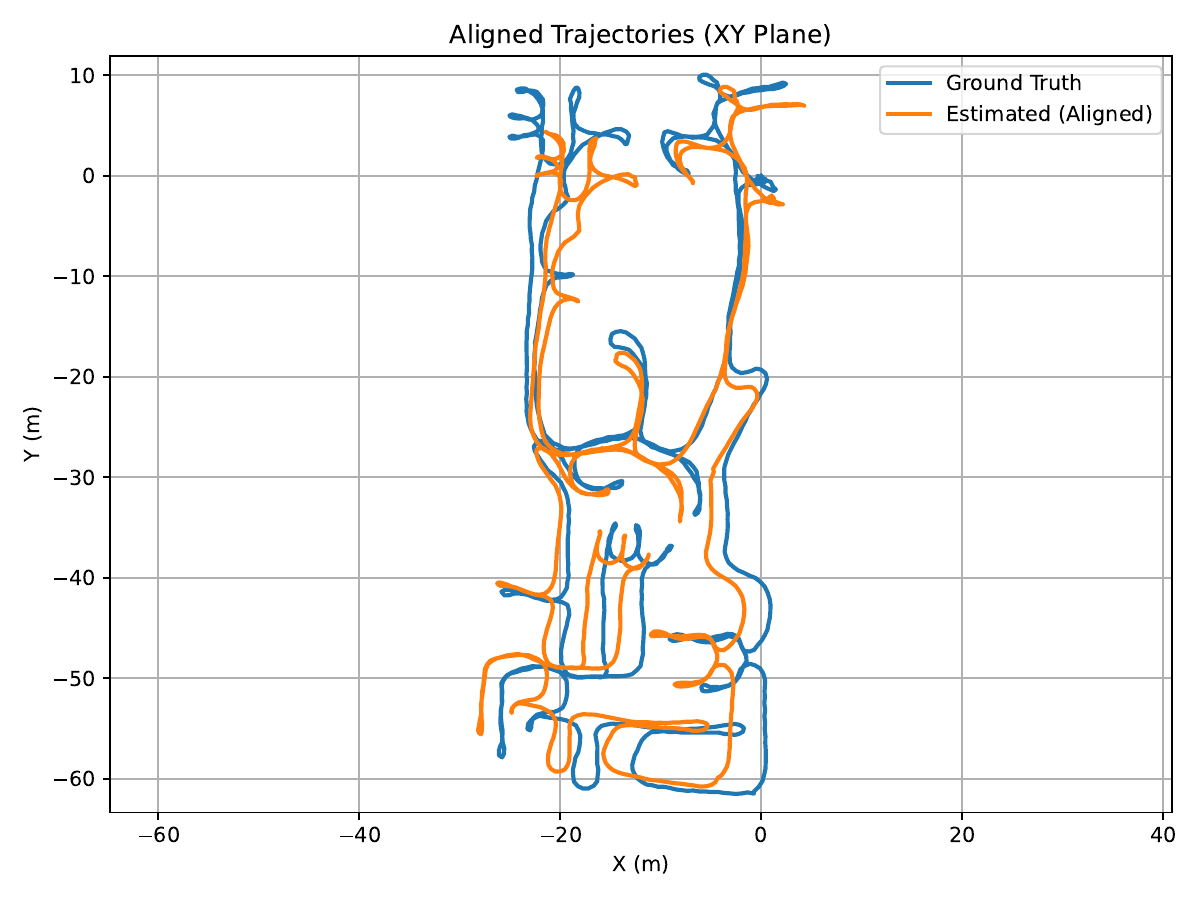 Aligned Trajectories (XY Plane)
Ground Truth
Estimated (Aligned)
10
0
−10
−20
−30
−40
−50
−60
Y (m)
−60
−40
−20
0
20
40
X (m)